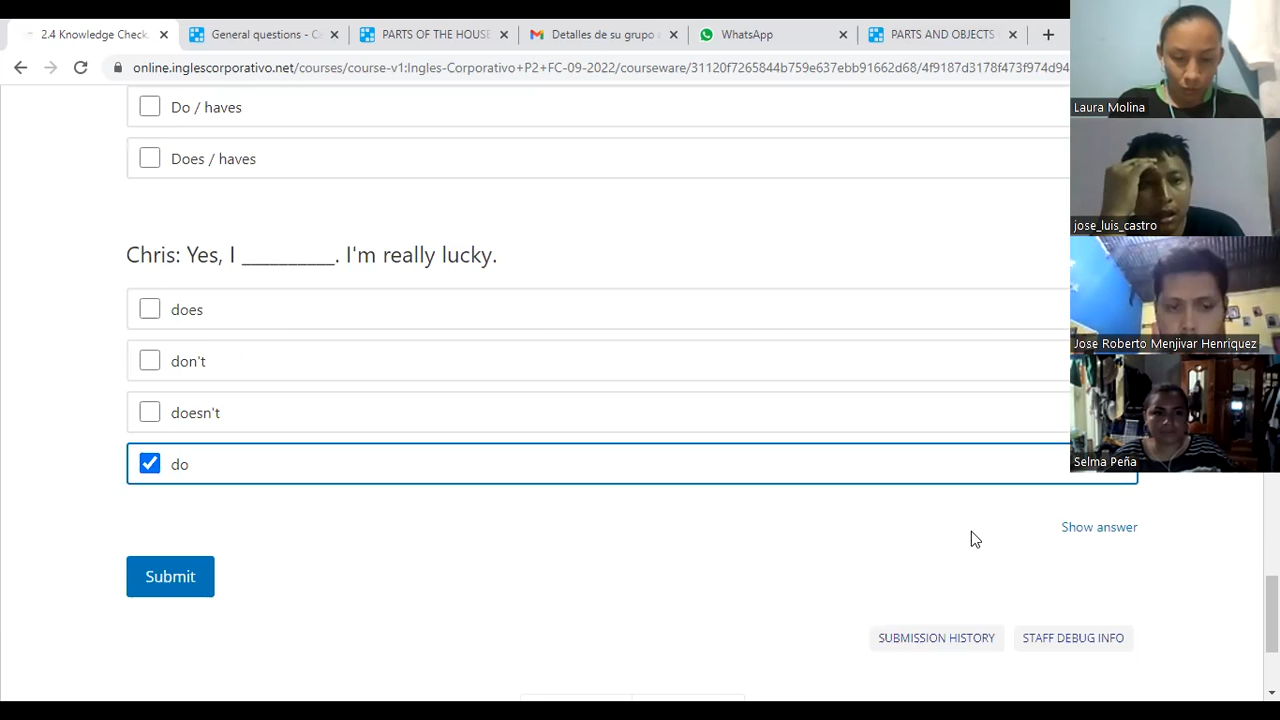 2.4 Knowledge Check
General questions - C
PARTS OF THE HOUSE
Detalles de su grupo
WhatsApp
PARTS AND OBJECTS
online.inglescorporativo.net/courses/course-v1:Ingles-Corporativo+P2+FC-09-2022/courseware/31120f7265844b759e637ebb91662d68/4f9187d3178f473f974d94
Do / haves
Does / haves
Chris: Yes, I __________. I'm really lucky.
does
don't
doesn't
do
Show answer
Submit
SUBMISSION HISTORY
STAFF DEBUG INFO
Laura Molina
jose_luis_castro
Jose Roberto Menjivar Henriquez
Selma Peña